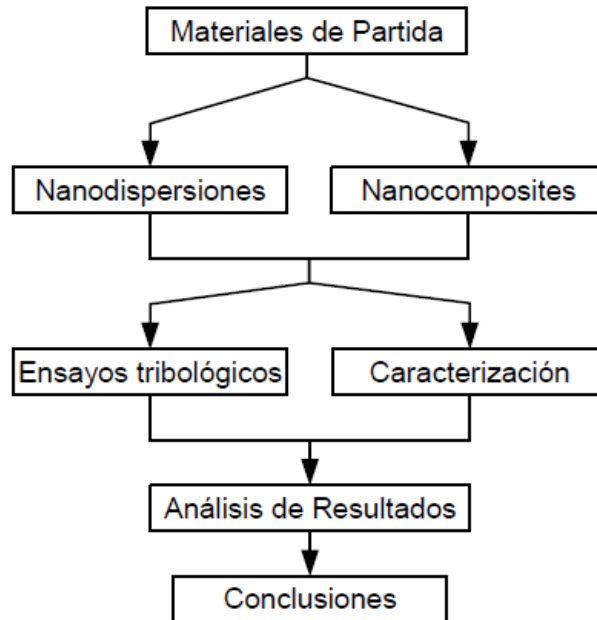 Materiales de Partida
Nanodispersiones
Nanocomposites
Ensayos tribológicos
Caracterización
Análisis de Resultados
Conclusiones